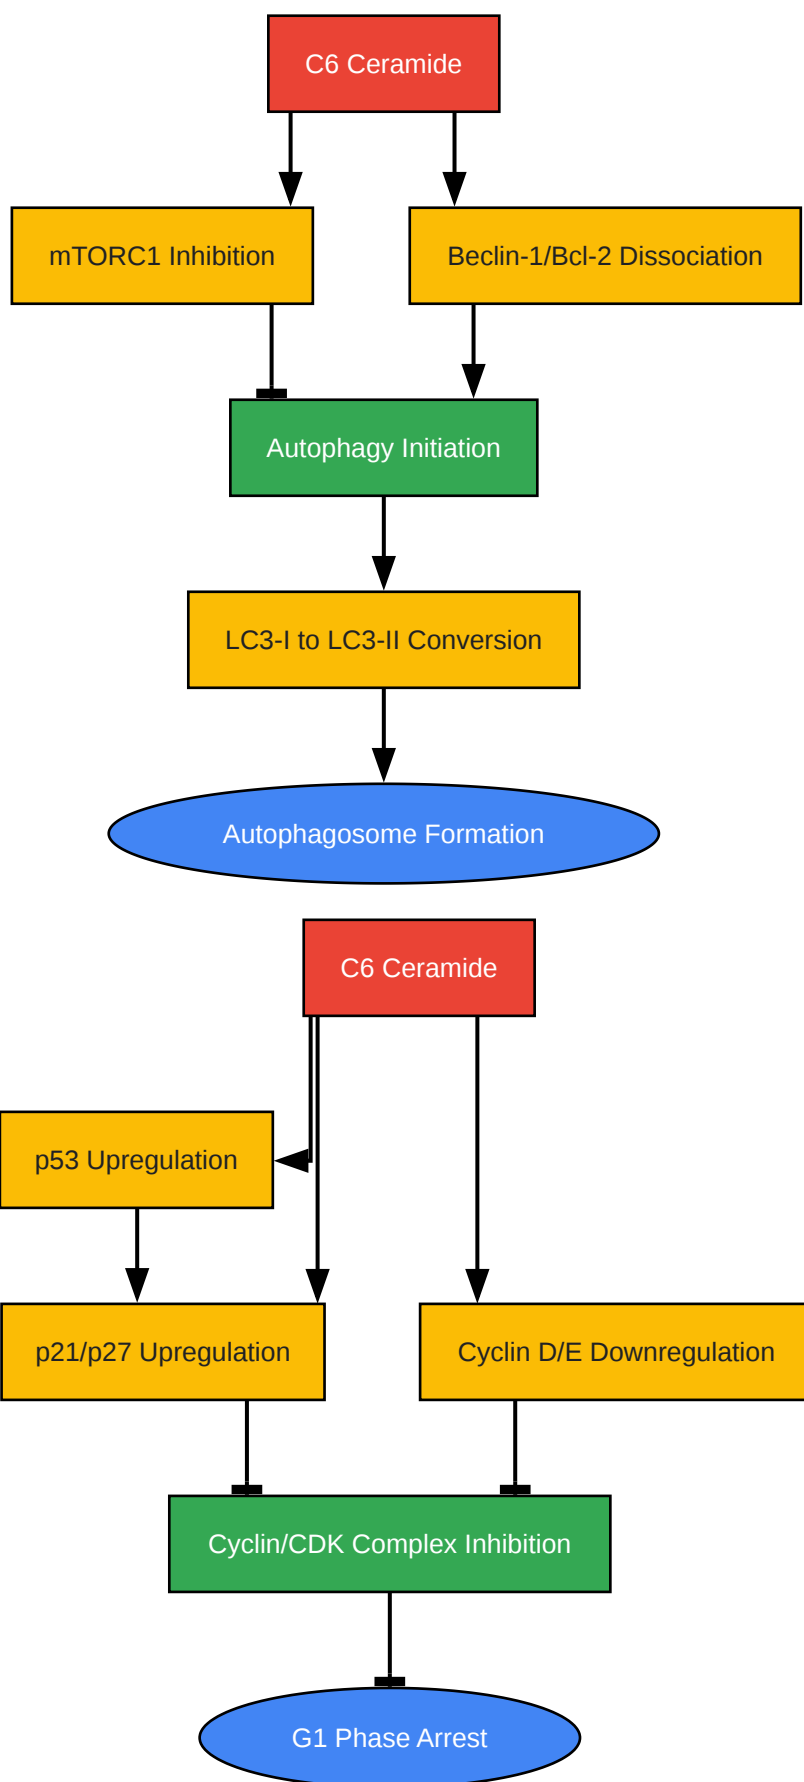 C6 Ceramide
mTORC1 Inhibition
Beclin-1/Bcl-2 Dissociation
Autophagy Initiation
LC3-I to LC3-II Conversion
Autophagosome Formation
C6 Ceramide
p53 Upregulation
p21/p27 Upregulation
Cyclin D/E Downregulation
Cyclin/CDK Complex Inhibition
G1 Phase Arrest